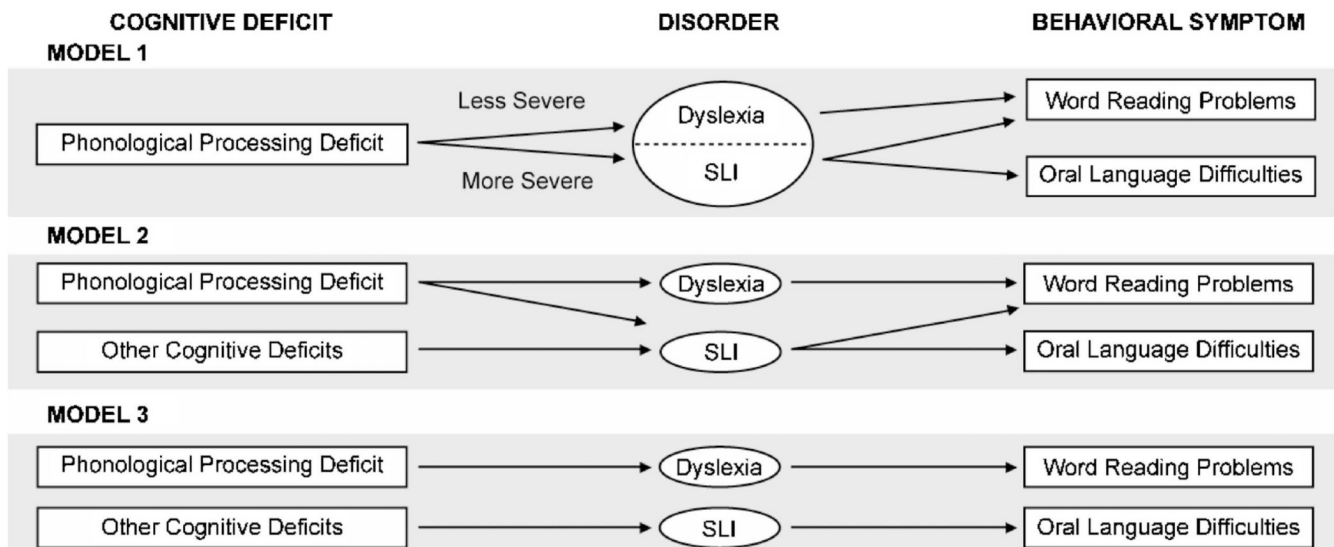 COGNITIVE DEFICIT DISORDER BEHAVIORAL SYMPTOM
MODEL 1
Less Severe
Dyslexia
Word Reading Problems
Phonological Processing Deficit
SLI
More Severe
Oral Language Difficulties
MODEL 2
Phonological Processing Deficit Dyslexia Word Reading Problems
Other Cognitive Deficits SLI Oral Language Difficulties
MODEL 3
Phonological Processing Deficit Dyslexia Word Reading Problems
Other Cognitive Deficits SLI Oral Language Difficulties